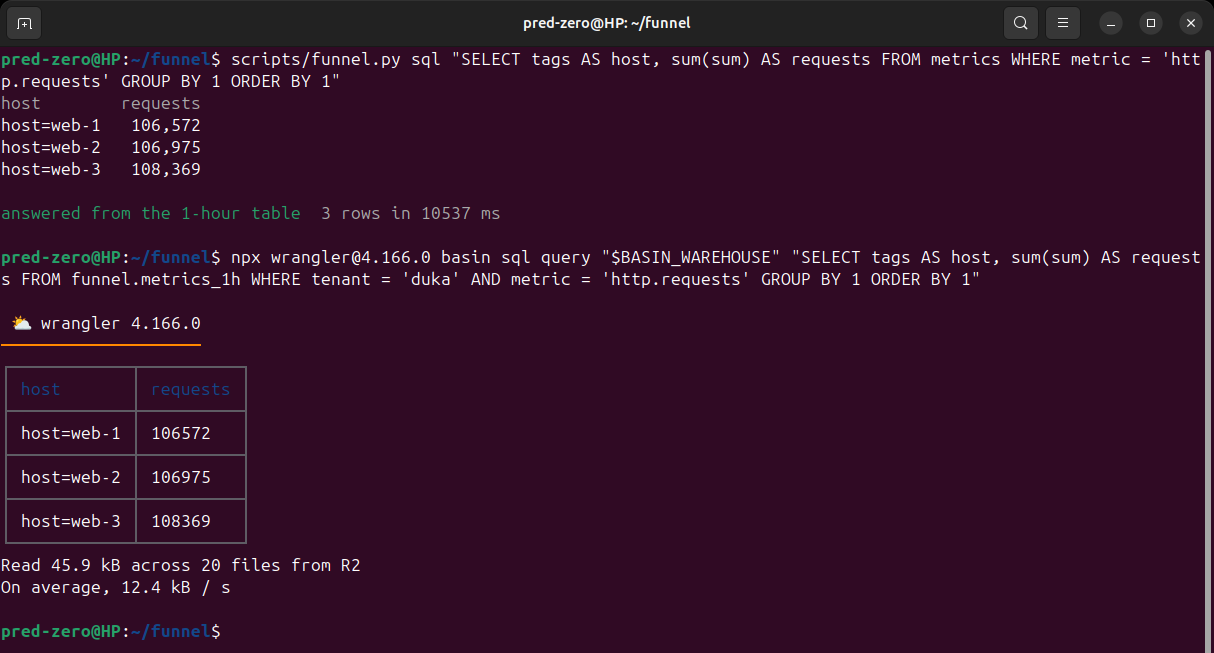 pred-zero@HP: ~/funnel
pred-zero@HP:~/funnel$ scripts/funnel.py sql "SELECT tags AS host, sum(sum) AS requests FROM metrics WHERE metric = 'htt
p.requests' GROUP BY 1 ORDER BY 1"
host        requests
host=web-1   106,572
host=web-2   106,975
host=web-3   108,369
answered from the 1-hour table  3 rows in 10537 ms
pred-zero@HP:~/funnel$ npx wrangler@4.166.0 basin sql query "$BASIN_WAREHOUSE" "SELECT tags AS host, sum(sum) AS request
s FROM funnel.metrics_1h WHERE tenant = 'duka' AND metric = 'http.requests' GROUP BY 1 ORDER BY 1"
⛅ wrangler 4.166.0
host requests
host=web-1 106572
host=web-2 106975
host=web-3 108369
Read 45.9 kB across 20 files from R2
On average, 12.4 kB / s
pred-zero@HP:~/funnel$